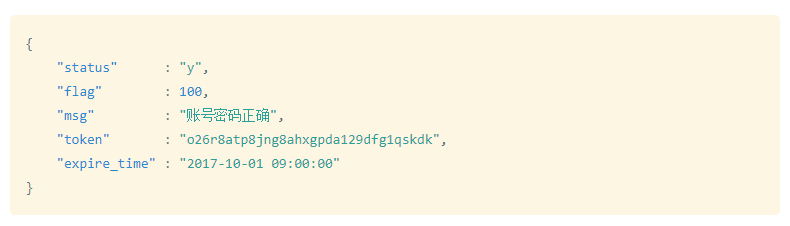 {
"status" : "y",
"flag" : 100,
"msg" : "账号密码正确",
"token" : "o26r8atp8jng8ahxgpda129dfg1qskdk",
"expire_time" : "2017-10-01 09:00:00"
}